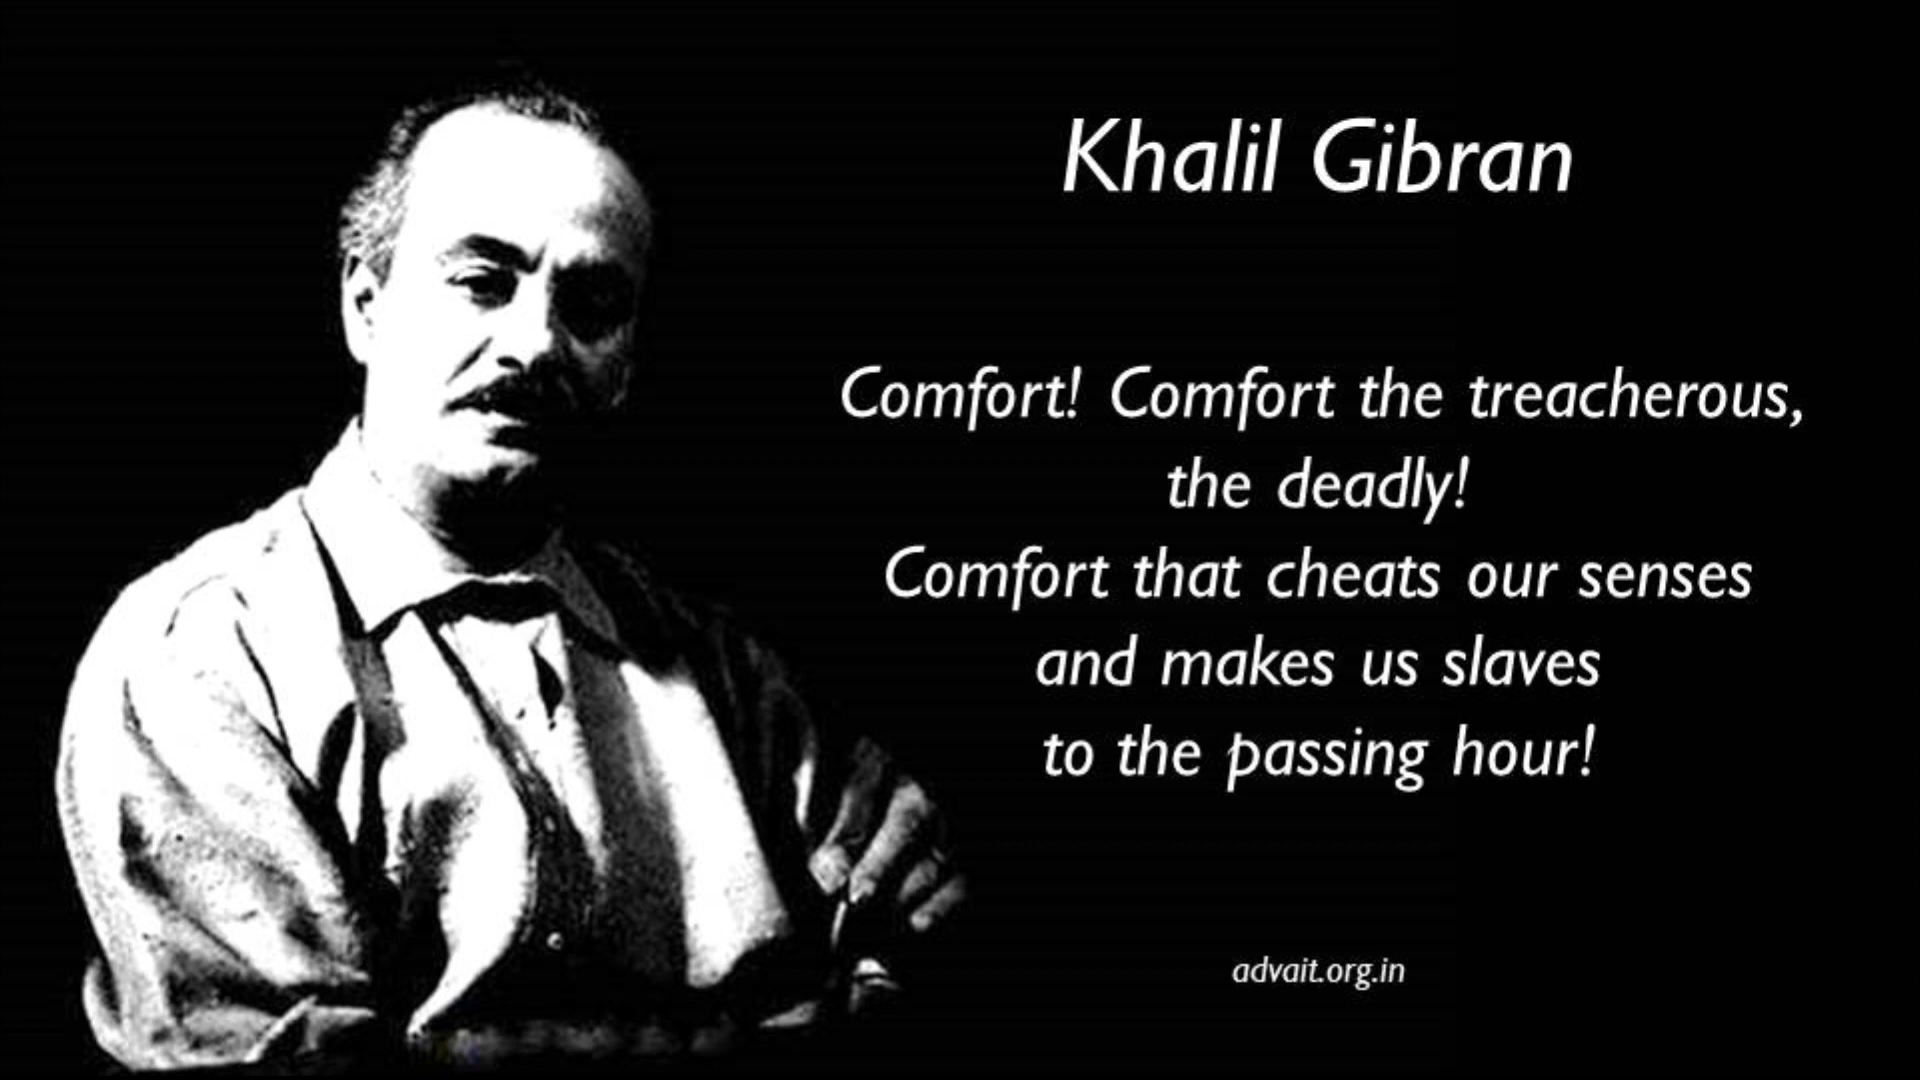 Khalil Gibran
Comfort! Comfort the treacherous,
the deadly!
Comfort that cheats our senses
and makes us slaves
to the passing hour!
advait.org.in